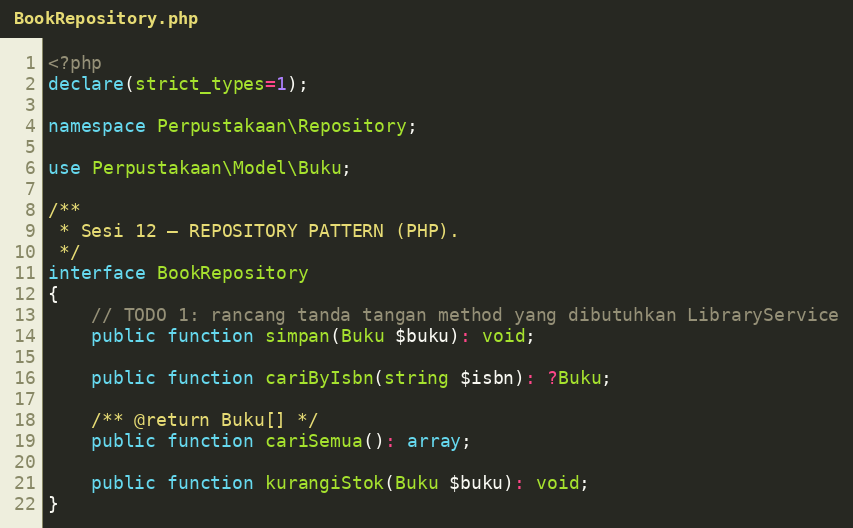 BookRepository.php
1 <?php
2 declare(strict_types=1);
3
4 namespace Perpustakaan\Repository;
5
6 use Perpustakaan\Model\Buku;
7
8 /**
9  * Sesi 12 — REPOSITORY PATTERN (PHP).
10  */
11 interface BookRepository
12 {
13     // TODO 1: rancang tanda tangan method yang dibutuhkan LibraryService
14     public function simpan(Buku $buku): void;
15
16     public function cariByIsbn(string $isbn): ?Buku;
17
18     /** @return Buku[] */
19     public function cariSemua(): array;
20
21     public function kurangiStok(Buku $buku): void;
22 }